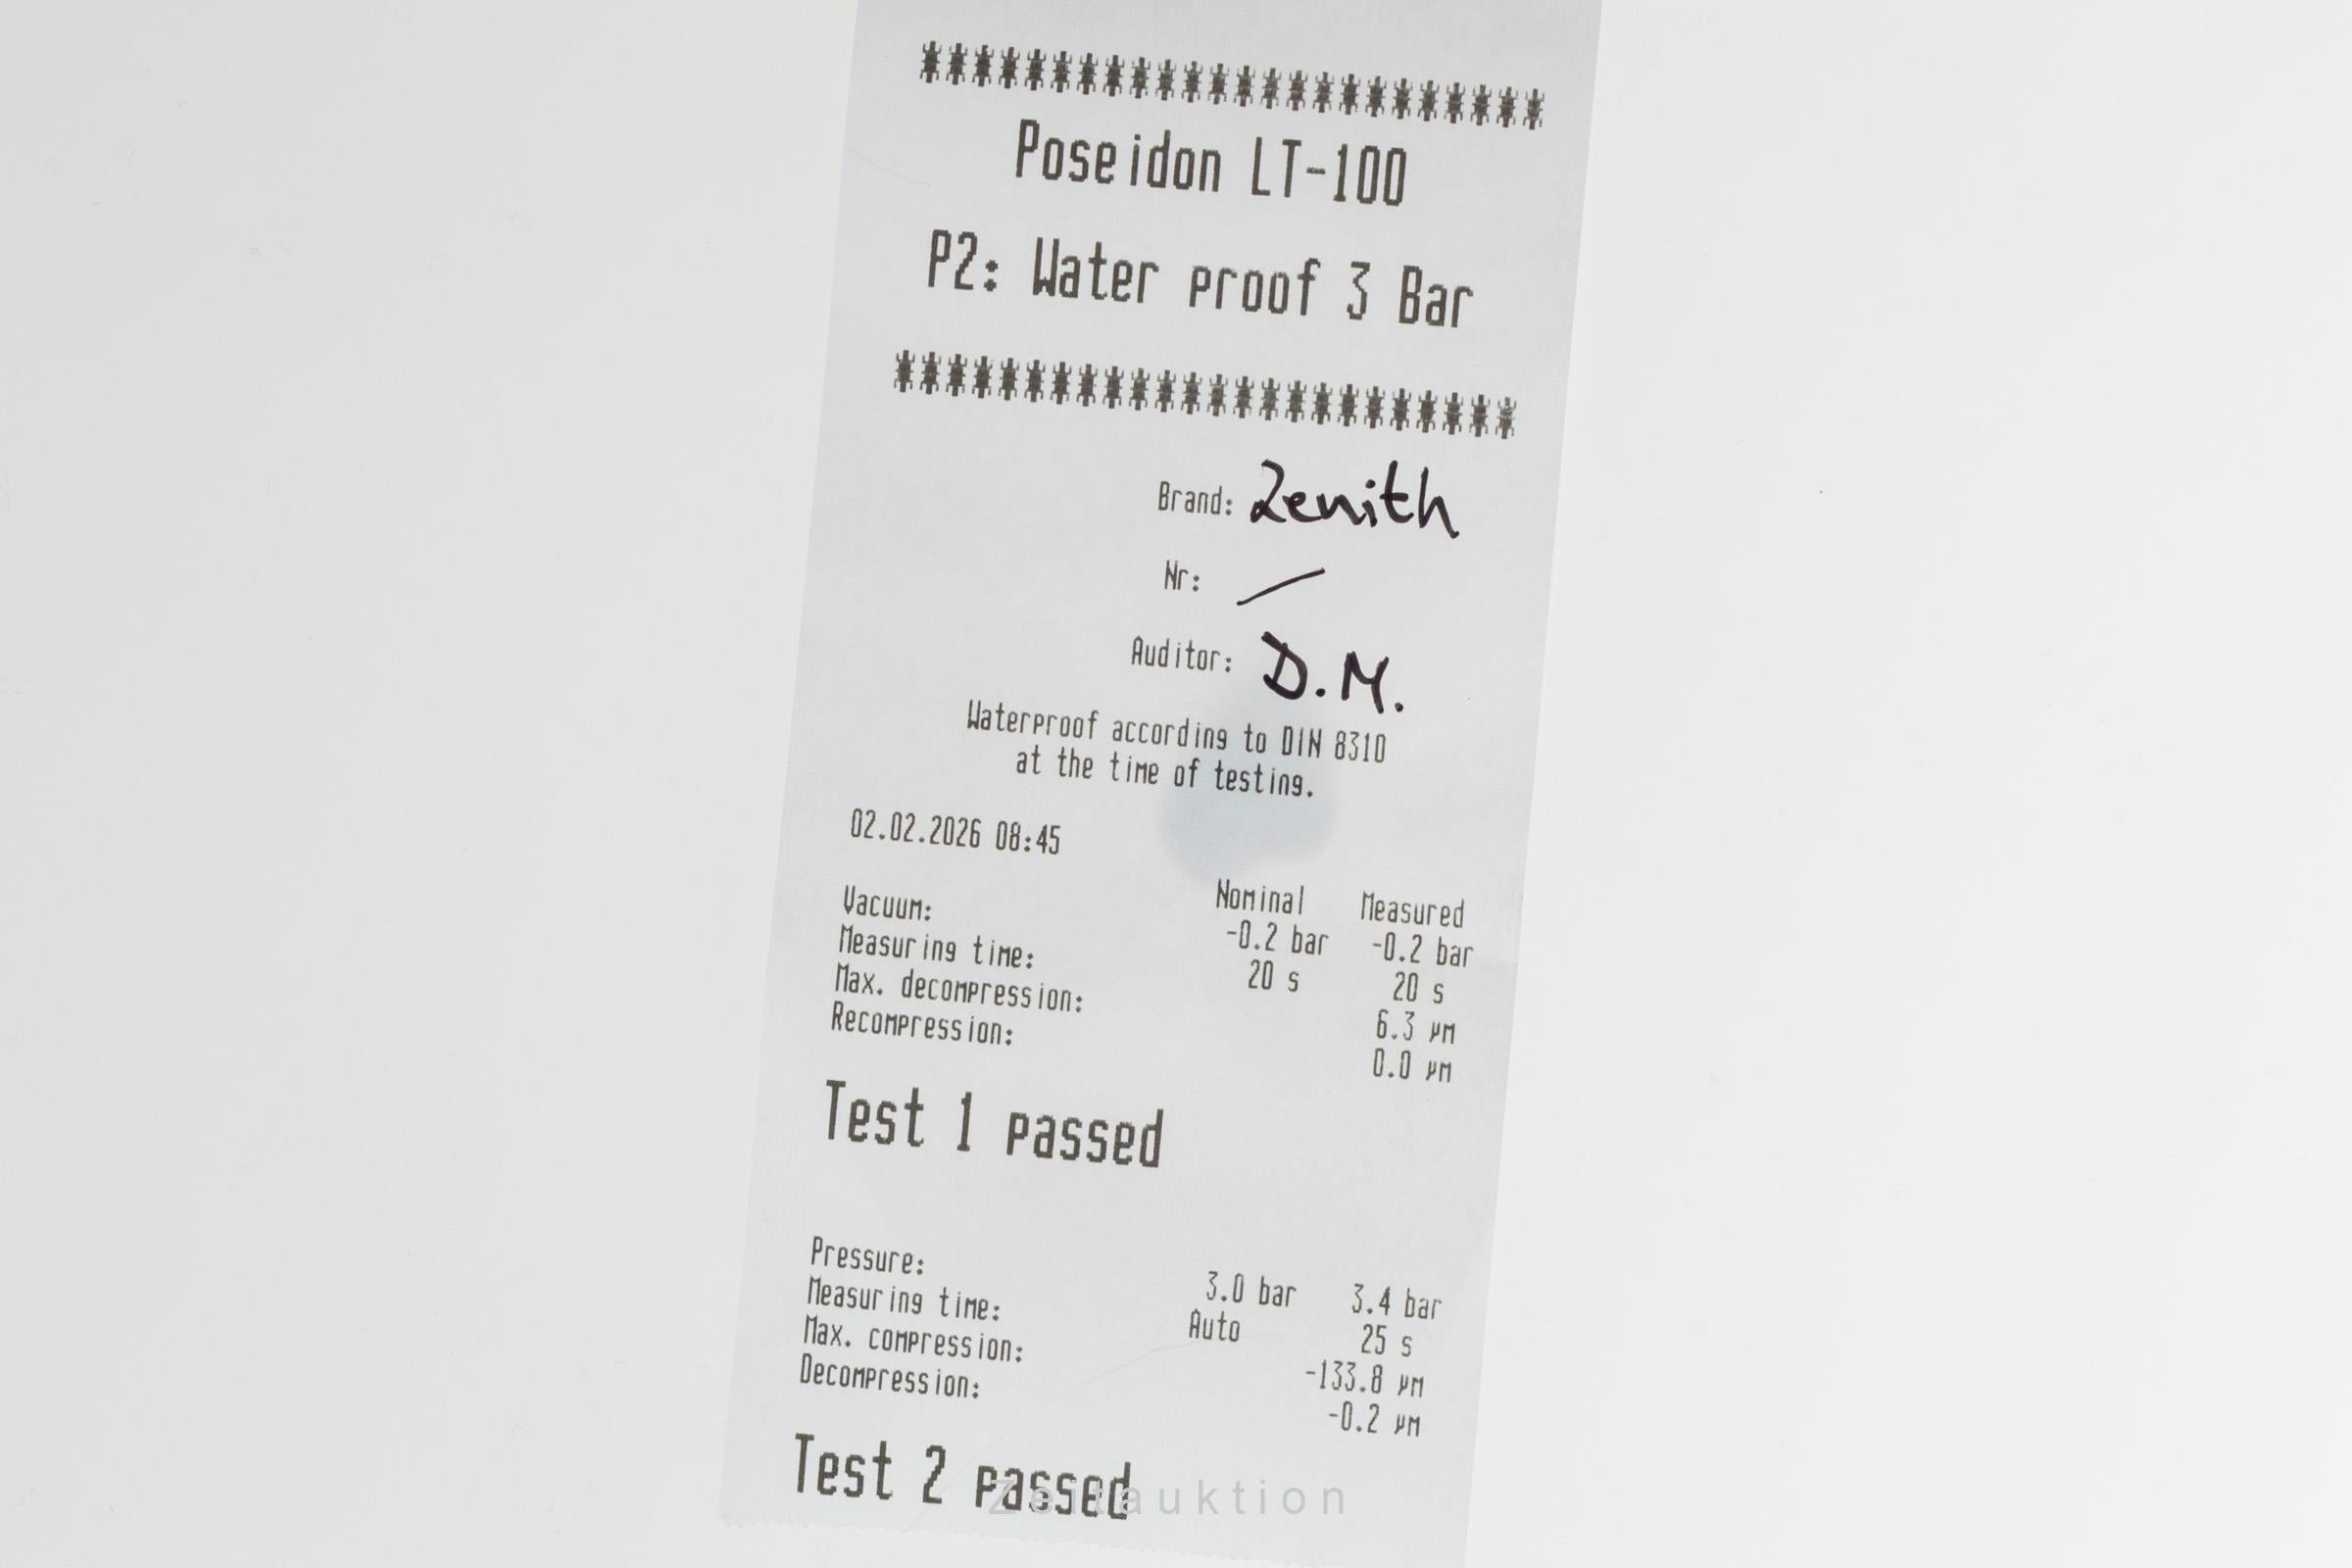 ************************
Poseidon LT-100
P2: Water proof 3 Bar
************************
Brand: Zenith
Nr: /
Auditor: D.M.
Waterproof according to DIN 8310
at the time of testing.
02.02.2026 08:45
Nominal Measured
Vacuum: -0.2 bar -0.2 bar
Measuring time: 20 s 20 s
Max. decompression: 6.3 µm
Recompression: 0.0 µm
Test 1 passed
Pressure: 3.0 bar 3.4 bar
Measuring time: Auto 25 s
Max. compression: -133.8 µm
Decompression: -0.2 µm
Test 2 passed
Zeitauktion